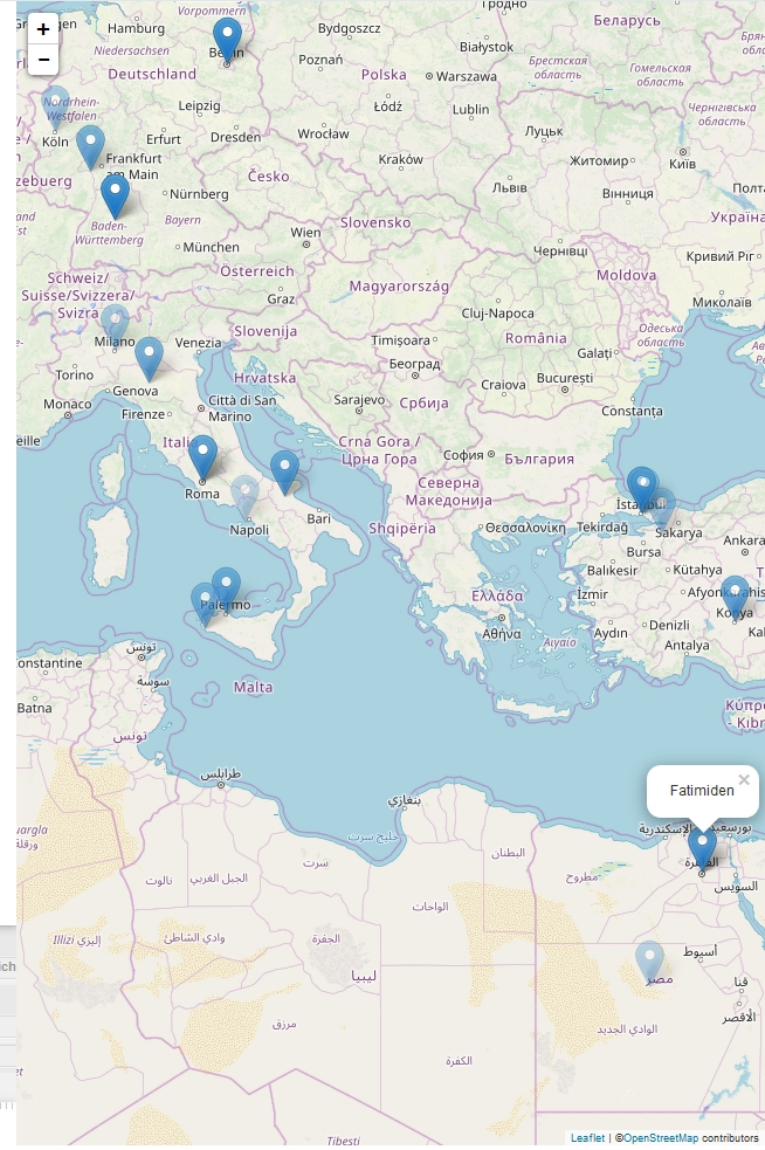 Vorpommern
Гродно
Hamburg
Bydgoszcz
Беларусь
+
−
Niedersachsen
Berlin
Białystok
Deutschland
Poznań
Polska
Warszawa
Брестская
область
Гомельская
область
Nordrhein-
Westfalen
Leipzig
Łódź
Lublin
Чернігівська
область
Köln
Erfurt
Dresden
Wrocław
Луцьк
Frankfurt
am Main
Kraków
Житомир
Київ
Česko
Nürnberg
Львів
Вінниця
Україна
Baden-
Württemberg
Bayern
Slovensko
Wien
München
Чернівці
Кривий Ріг
Schweiz/
Suisse/Svizzera/
Svizra
Österreich
Magyarország
Moldova
Graz
Cluj-Napoca
Миколаїв
Slovenija
Milano
Venezia
Timișoara
România
Одеська
область
Torino
Hrvatska
Београд
Galați
Genova
Craiova
București
Monaco
Firenze
Città di San
Marino
Sarajevo
Србија
Constanța
Crna Gora /
Црна Гора
София
България
Roma
Северна
Македонија
İstanbul
Napoli
Bari
Shqipëria
Θεσσαλονίκη
Tekirdağ
Sakarya
Ankara
Bursa
Balıkesir
Kütahya
Palermo
Ελλάδα
İzmir
Konya
Αθήνα
Αιγαίο
Aydın
Denizli
Antalya
تونس
onstantine
سوسة
Malta
Batna
تونس
Fatimiden
×
طرابلس
بنغازي
خليج سرت
الإسكندرية
بورسعيد
القاهرة
سرت
البطنان
الجبل الغربي
نالوت
مطروح
السويس
الواحات
Illizi إليزي
وادي الشاطئ
الجفرة
أسيوط
ليبيا
مصر
قنا
الأقصر
مرزق
الوادي الجديد
الكفرة
Tibesti
Leaflet | ©OpenStreetMap contributors